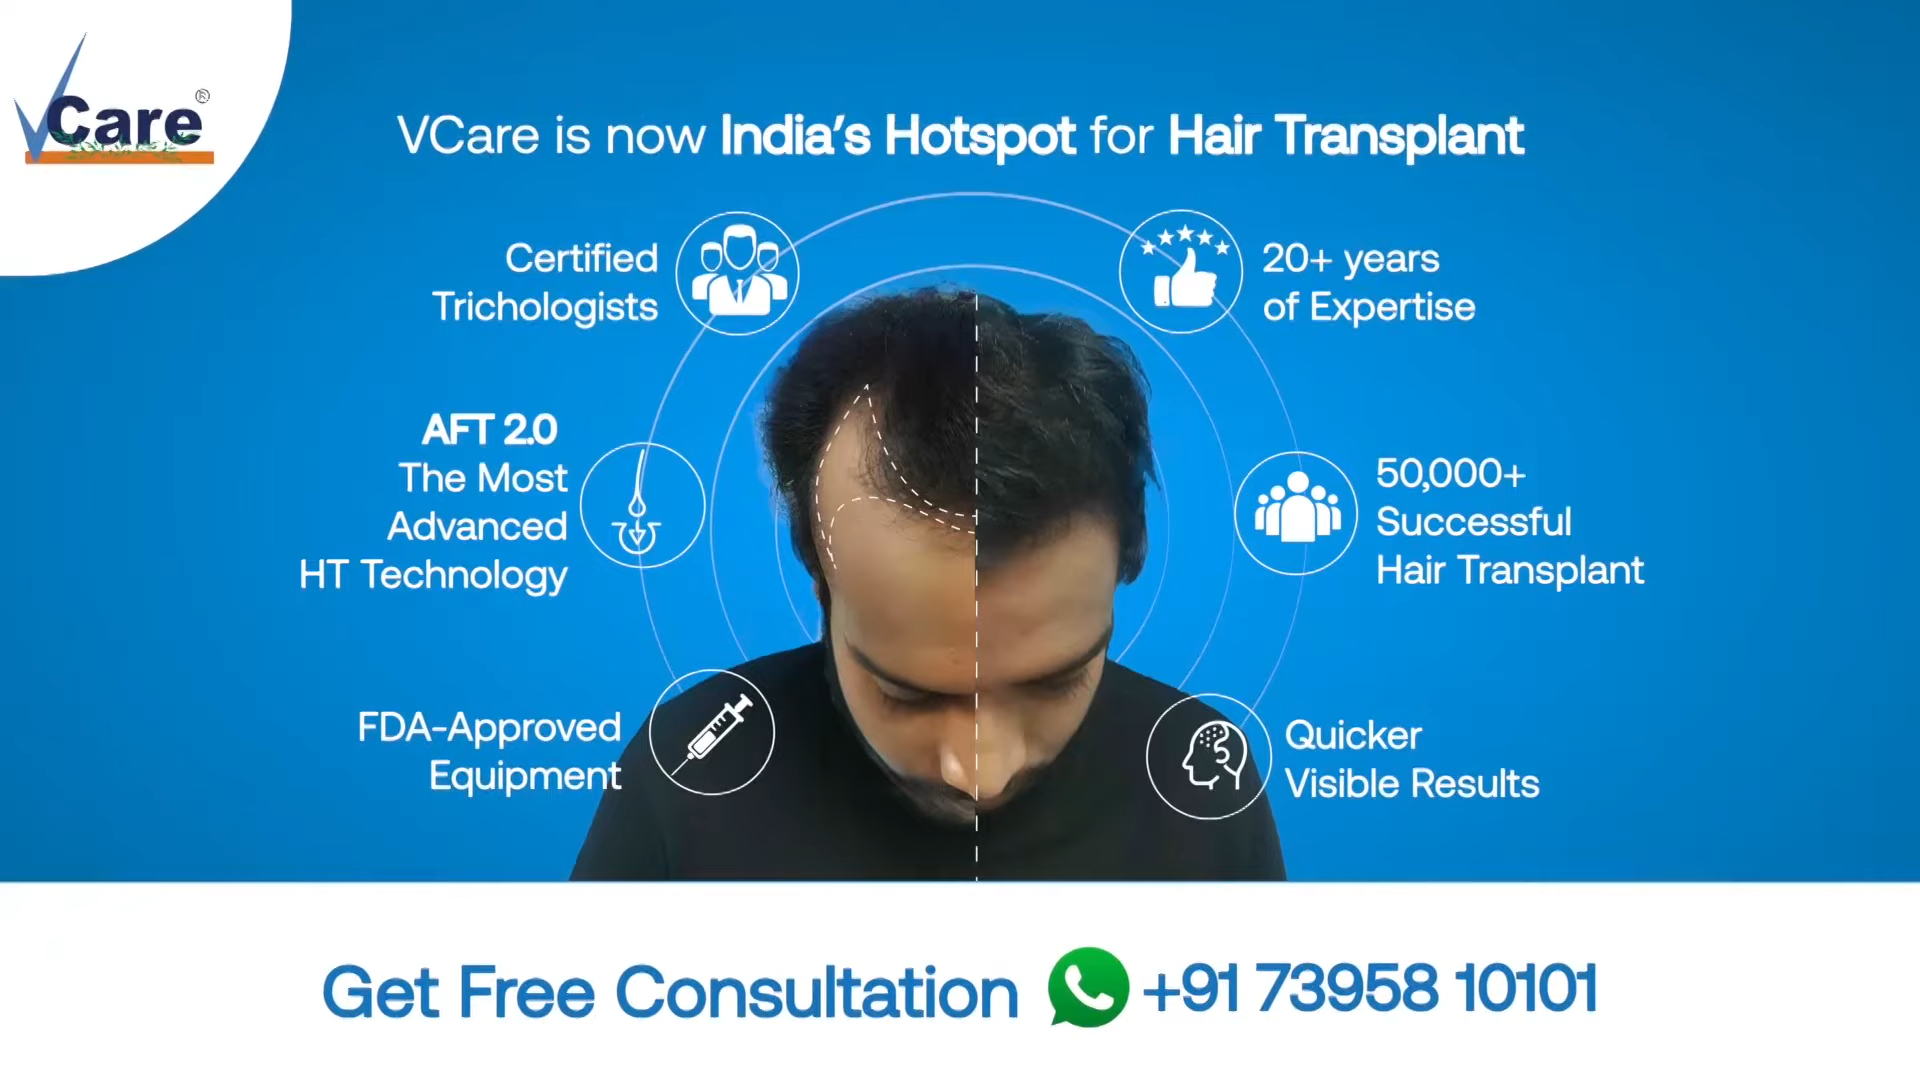 VCare®
VCare is now India's Hotspot for Hair Transplant
Certified
Trichologists
20+ years
of Expertise
AFT 2.0
The Most
Advanced
HT Technology
50,000+
Successful
Hair Transplant
FDA-Approved
Equipment
Quicker
Visible Results
Get Free Consultation +91 73958 10101